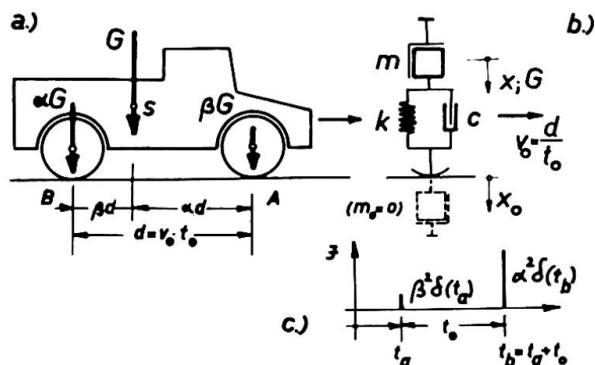 a.)
G
αG
S
βG
B
βd
αd
A
d=v₀·t₀
b.)
m
x; G
k
c
v₀=d/t₀
(m₀=0)
x₀
c.)
β²δ(tₐ)
α²δ(t_b)
t₀
tₐ
t_b=tₐ+t₀